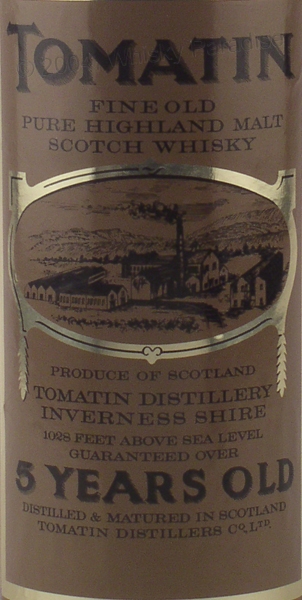 TOMATIN
FINE OLD
PURE HIGHLAND MALT
SCOTCH WHISKY
PRODUCE OF SCOTLAND
TOMATIN DISTILLERY
INVERNESS SHIRE
1028 FEET ABOVE SEA LEVEL
GUARANTEED OVER
5 YEARS OLD
DISTILLED & MATURED IN SCOTLAND
TOMATIN DISTILLERS CO. LTD.